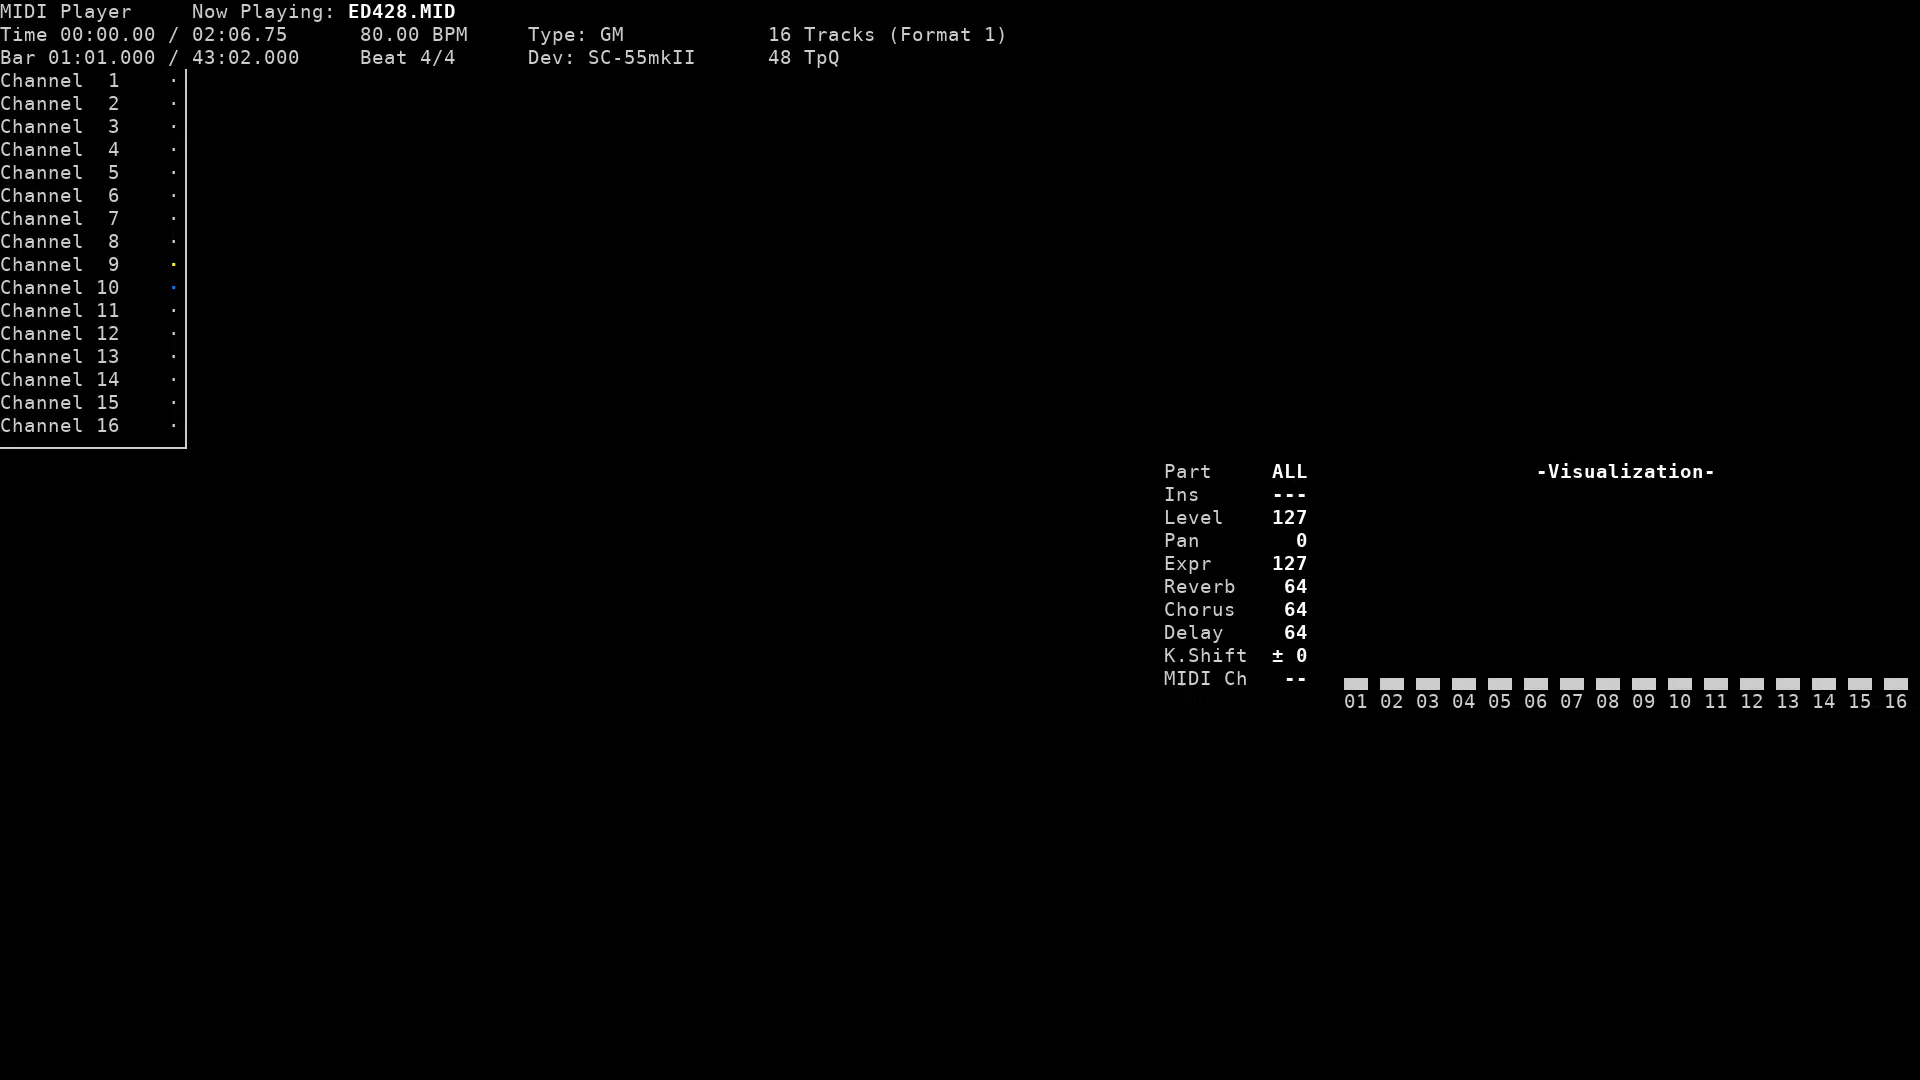 MIDI Player     Now Playing: ED428.MID
Time 00:00.00 / 02:06.75      80.00 BPM     Type: GM            16 Tracks (Format 1)
Bar 01:01.000 / 43:02.000     Beat 4/4      Dev: SC-55mkII      48 TpQ
Channel  1
Channel  2
Channel  3
Channel  4
Channel  5
Channel  6
Channel  7
Channel  8
Channel  9
Channel 10
Channel 11
Channel 12
Channel 13
Channel 14
Channel 15
Channel 16
Part     ALL                   -Visualization-
Ins      ---
Level    127
Pan        0
Expr     127
Reverb    64
Chorus    64
Delay     64
K.Shift  ± 0
MIDI Ch   --
01 02 03 04 05 06 07 08 09 10 11 12 13 14 15 16